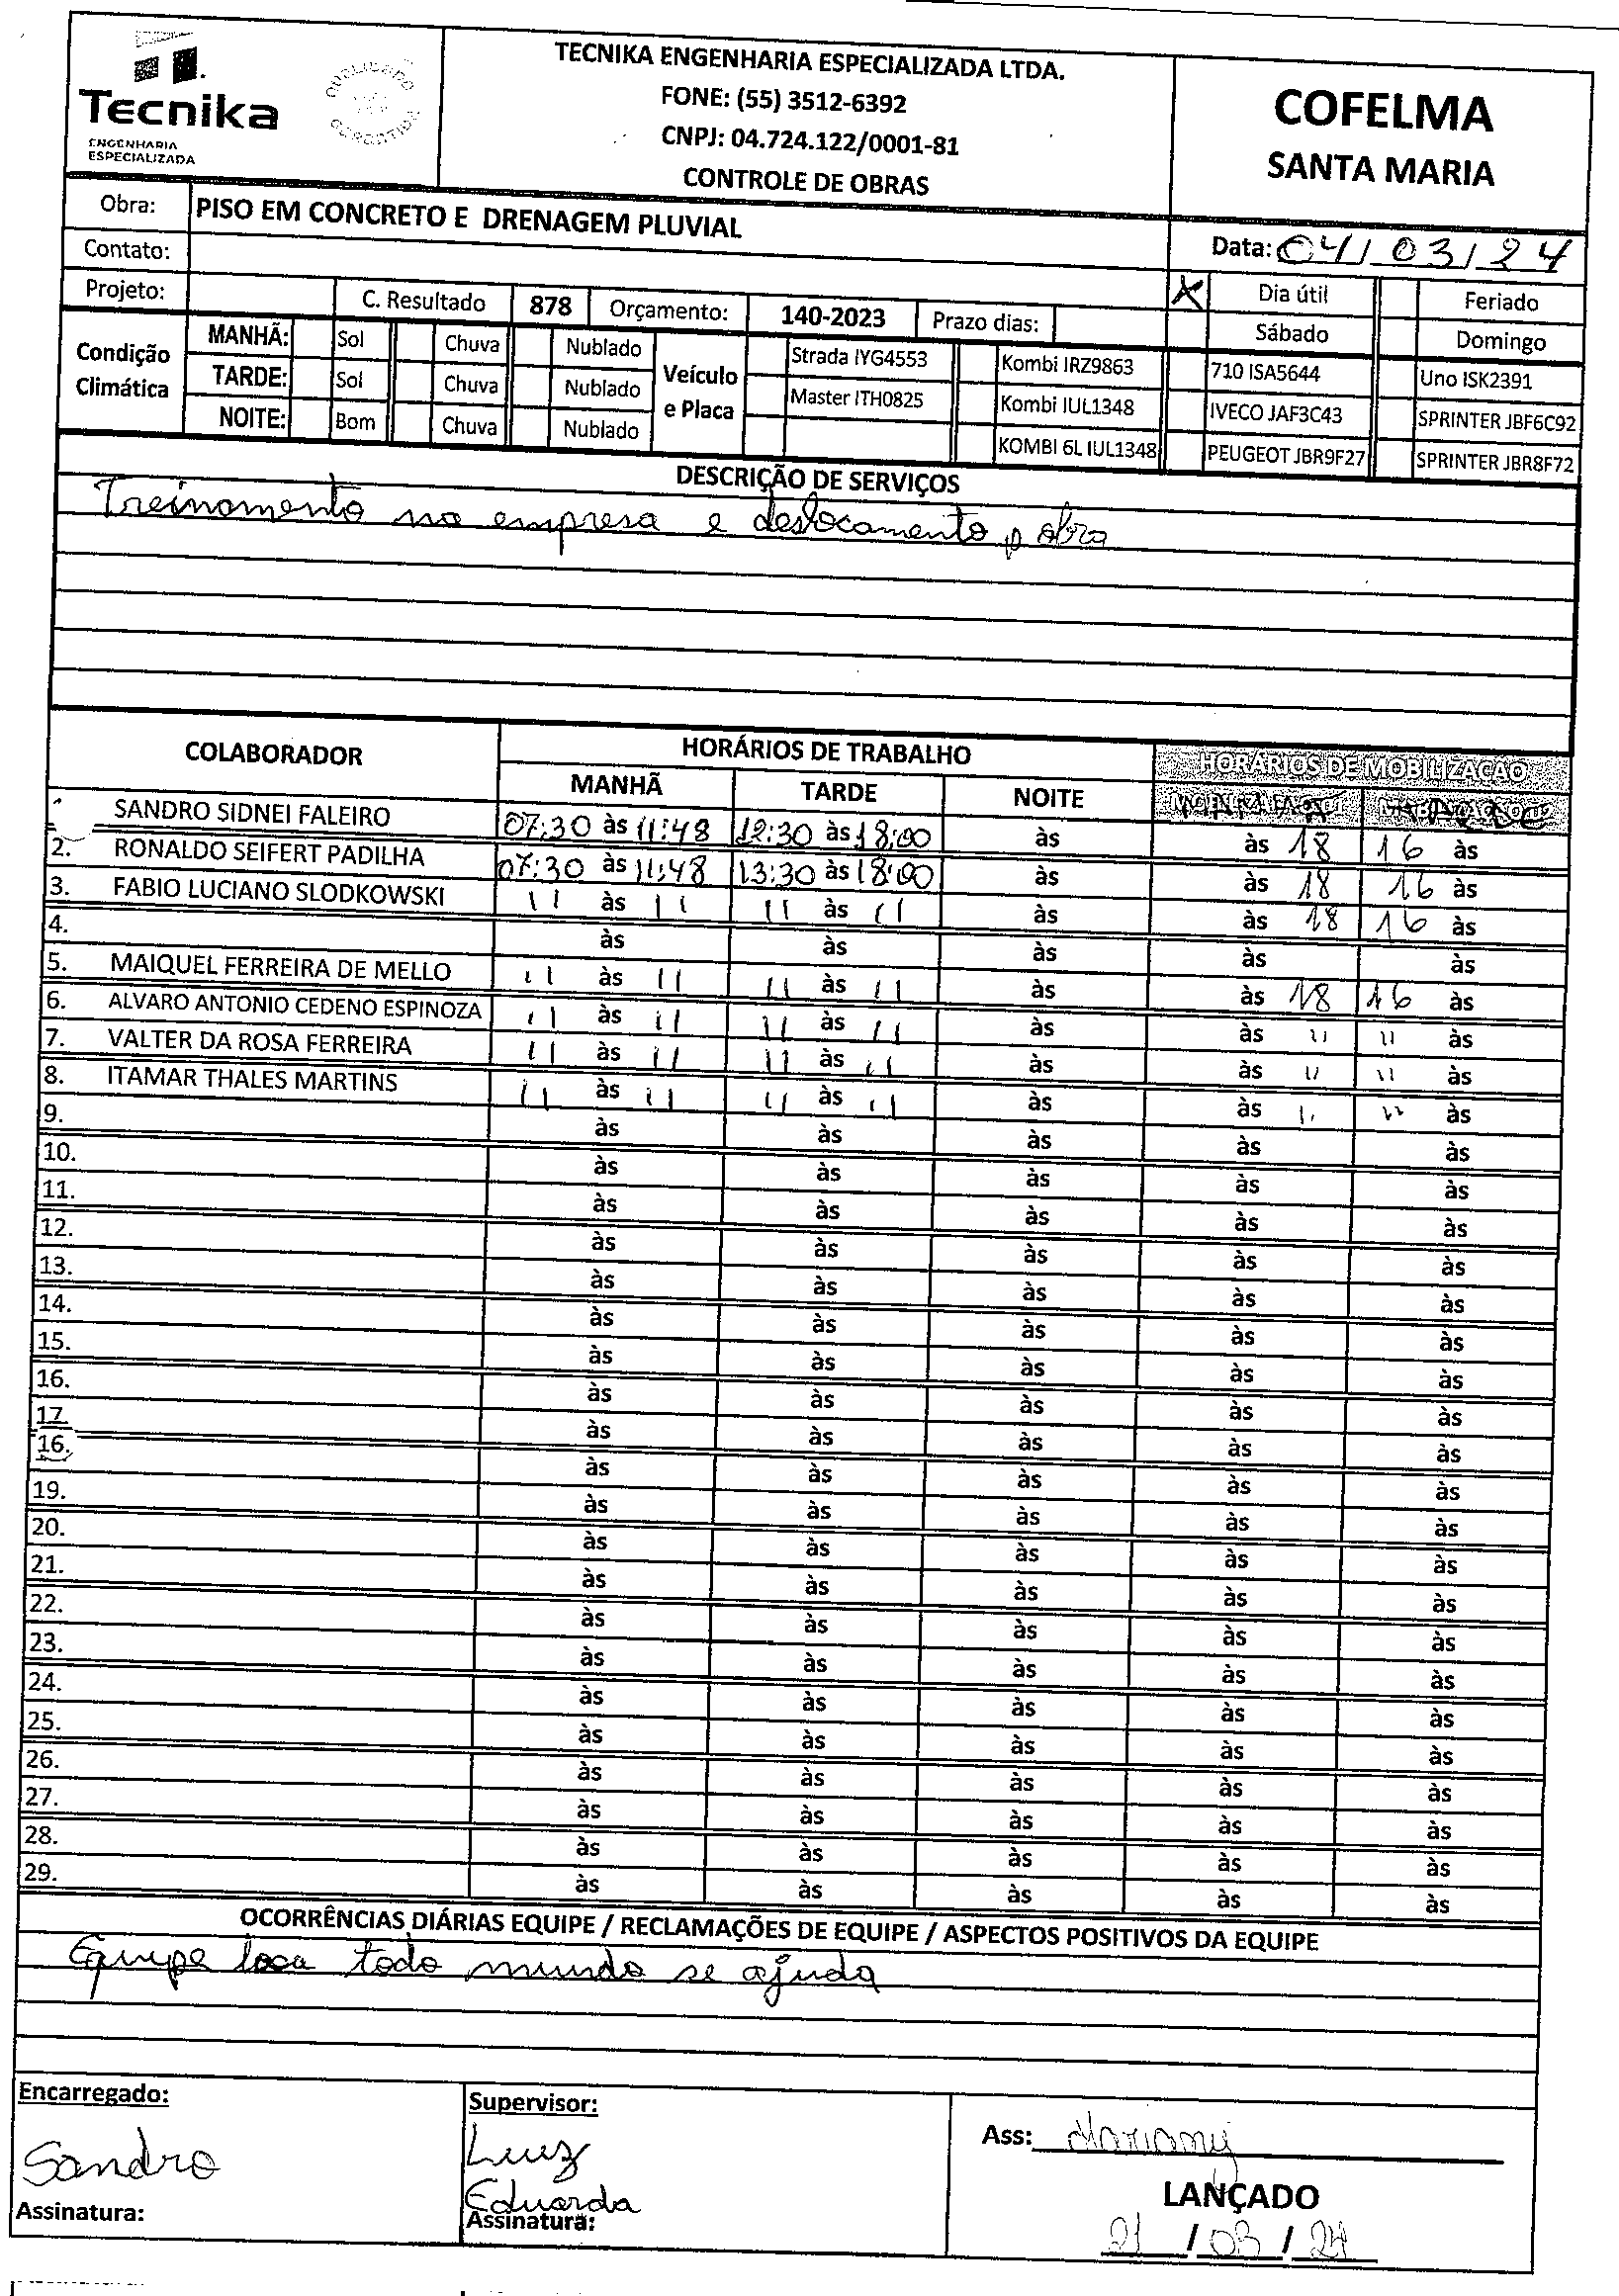 Tecnika
ENGENHARIA
ESPECIALIZADA
TECNIKA ENGENHARIA ESPECIALIZADA LTDA.
FONE: (55) 3512-6392
CNPJ: 04.724.122/0001-81
CONTROLE DE OBRAS
COFELMA
SANTA MARIA
Obra: PISO EM CONCRETO E DRENAGEM PLUVIAL
Contato:
Data: 04/03/24
Projeto: C. Resultado 878 Orçamento: 140-2023 Prazo dias:
X Dia útil Feriado
Sábado Domingo
Condição Climática
MANHÃ: Sol Chuva Nublado
TARDE: Sol Chuva Nublado
NOITE: Bom Chuva Nublado
Veículo e Placa
Strada IYG4553 Kombi IRZ9863 710 ISA5644 Uno ISK2391
Master ITH0825 Kombi IUL1348 IVECO JAF3C43 SPRINTER JBF6C92
KOMBI 6L IUL1348 PEUGEOT JBR9F27 SPRINTER JBR8F72
DESCRIÇÃO DE SERVIÇOS
Treinamento na empresa e deslocamento p obra
COLABORADOR HORÁRIOS DE TRABALHO HORÁRIOS DE MOBILIZAÇÃO
MANHÃ TARDE NOITE
SANDRO SIDNEI FALEIRO 07:30 às 11:48 12:30 às 18:00 às às 18 16 às
2. RONALDO SEIFERT PADILHA 07:30 às 11:48 13:30 às 18:00 às às 18 16 às
3. FABIO LUCIANO SLODKOWSKI 11 às 11 11 às 11 às às 18 16 às
4. às às às às às
5. MAIQUEL FERREIRA DE MELLO 11 às 11 11 às 11 às às 18 16 às
6. ALVARO ANTONIO CEDENO ESPINOZA 11 às 11 11 às 11 às às 11 11 às
7. VALTER DA ROSA FERREIRA 11 às 11 11 às 11 às às 11 11 às
8. ITAMAR THALES MARTINS 11 às 11 11 às 11 às às 11 11 às
9. às às às às às
10. às às às às às
11. às às às às às
12. às às às às às
13. às às às às às
14. às às às às às
15. às às às às às
16. às às às às às
17. às às às às às
16. às às às às às
19. às às às às às
20. às às às às às
21. às às às às às
22. às às às às às
23. às às às às às
24. às às às às às
25. às às às às às
26. às às às às às
27. às às às às às
28. às às às às às
29. às às às às às
OCORRÊNCIAS DIÁRIAS EQUIPE / RECLAMAÇÕES DE EQUIPE / ASPECTOS POSITIVOS DA EQUIPE
Equipe loca todo mundo se ajuda
Encarregado:
Sandro
Assinatura:
Supervisor:
Luiz
Eduardo
Assinatura:
Ass:
LANÇADO
21/03/24